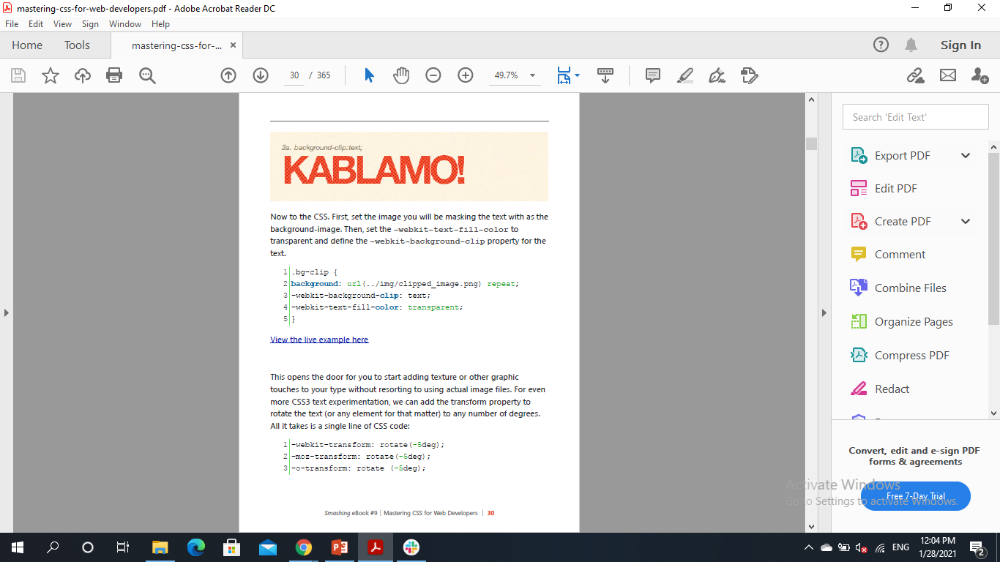 mastering-css-for-web-developers.pdf - Adobe Acrobat Reader DC
File Edit View Sign Window Help
Home Tools mastering-css-for-... × Sign In
30 / 365 49.7%
2a. background-clip:text;
KABLAMO!
Now to the CSS. First, set the image you will be masking the text with as the
background-image. Then, set the -webkit-text-fill-color to
transparent and define the -webkit-background-clip property for the
text.
1 .bg-clip {
2 background: url(../img/clipped_image.png) repeat;
3 -webkit-background-clip: text;
4 -webkit-text-fill-color: transparent;
5 }
View the live example here
This opens the door for you to start adding texture or other graphic
touches to your type without resorting to using actual image files. For even
more CSS3 text experimentation, we can add the transform property to
rotate the text (or any element for that matter) to any number of degrees.
All it takes is a single line of CSS code:
1 -webkit-transform: rotate(-5deg);
2 -moz-transform: rotate(-5deg);
3 -o-transform: rotate (-5deg);
Smashing eBook #9 | Mastering CSS for Web Developers | 30
Search 'Edit Text'
Export PDF
Edit PDF
Create PDF
Comment
Combine Files
Organize Pages
Compress PDF
Redact
Convert, edit and e-sign PDF
forms & agreements
Free 7-Day Trial
Activate Windows
Go to Settings to activate Windows.
ENG
12:04 PM
1/28/2021
2